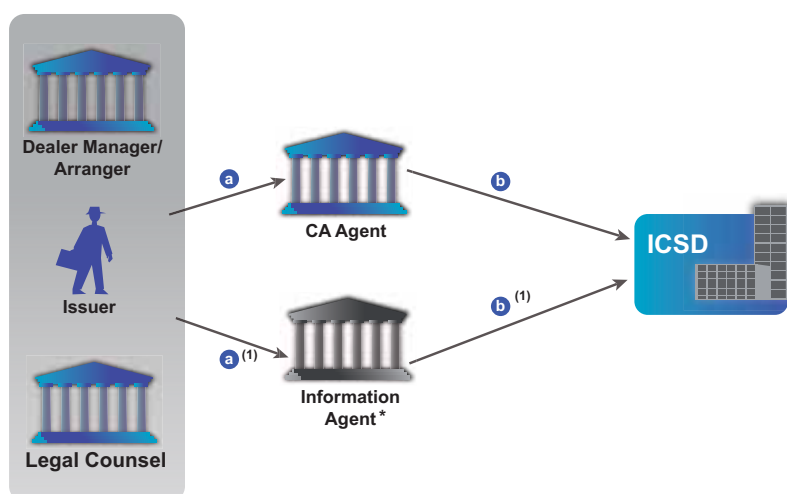 Dealer Manager/
Arranger
Issuer
Legal Counsel
a
CA Agent
b
a (1)
Information
Agent *
b (1)
ICSD